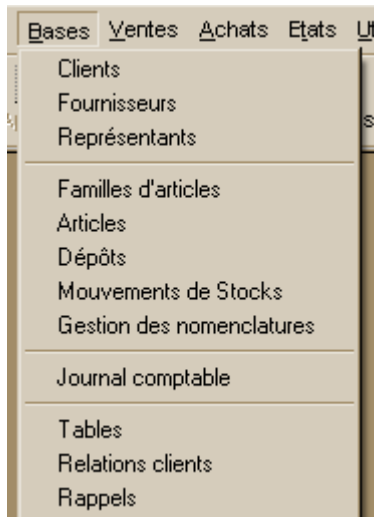 Bases Ventes Achats Etats
Clients
Fournisseurs
Représentants
Familles d'articles
Articles
Dépôts
Mouvements de Stocks
Gestion des nomenclatures
Journal comptable
Tables
Relations clients
Rappels